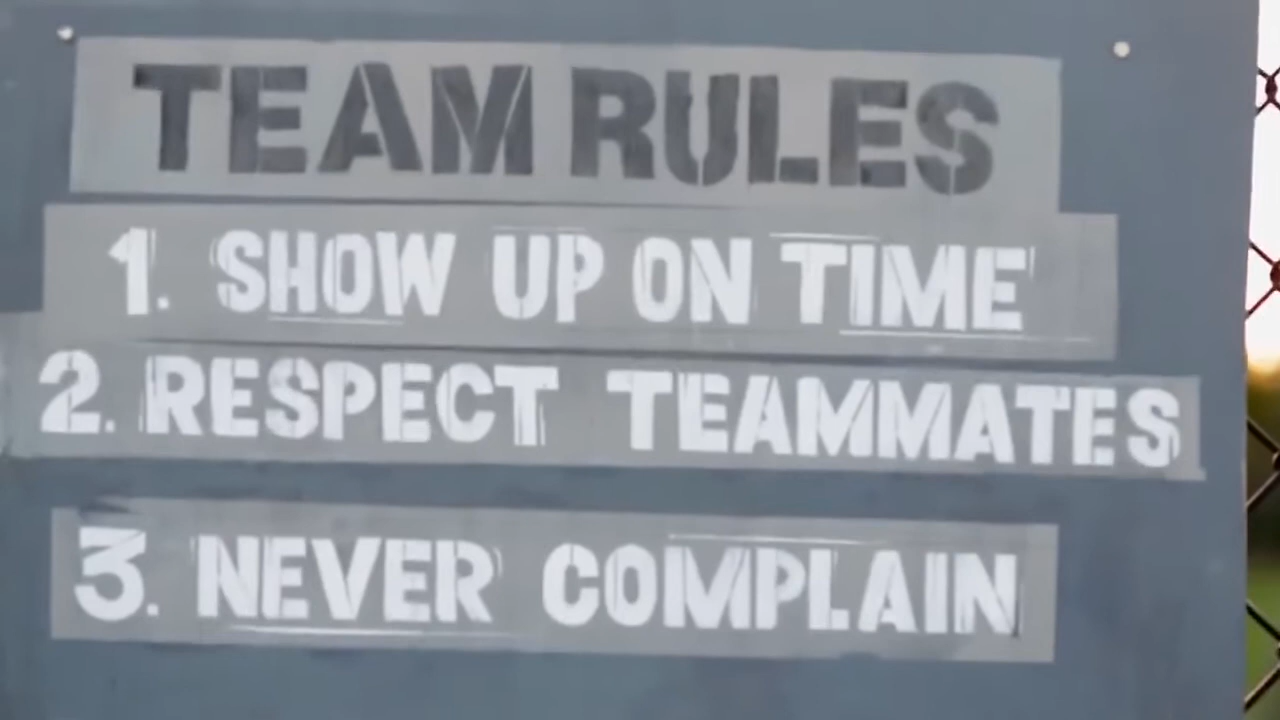 TEAM RULES
1. SHOW UP ON TIME
2. RESPECT TEAMMATES
3. NEVER COMPLAIN